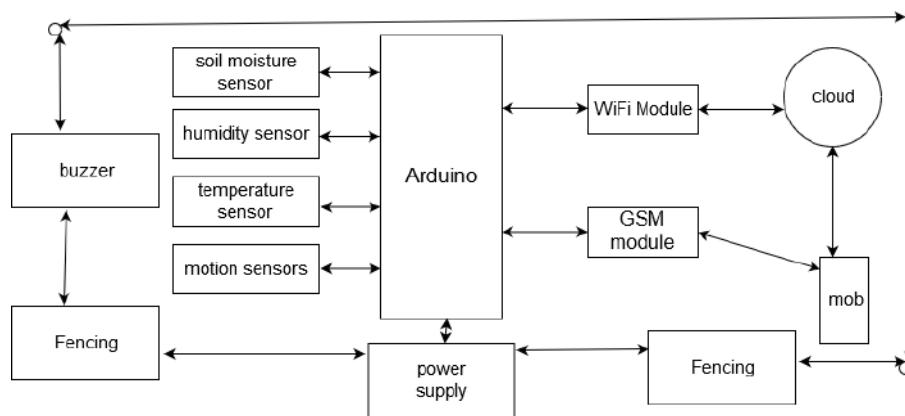 soil moisture
sensor
humidity sensor
temperature
sensor
motion sensors
buzzer
Fencing
Arduino
power
supply
WiFi Module
GSM
module
cloud
mob
Fencing